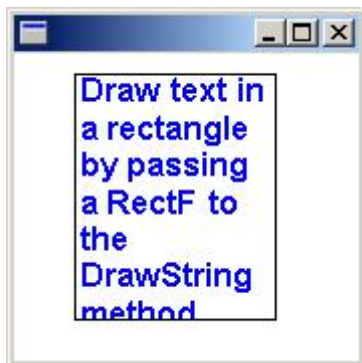 Draw text in
a rectangle
by passing
a RectF to
the
DrawString
method